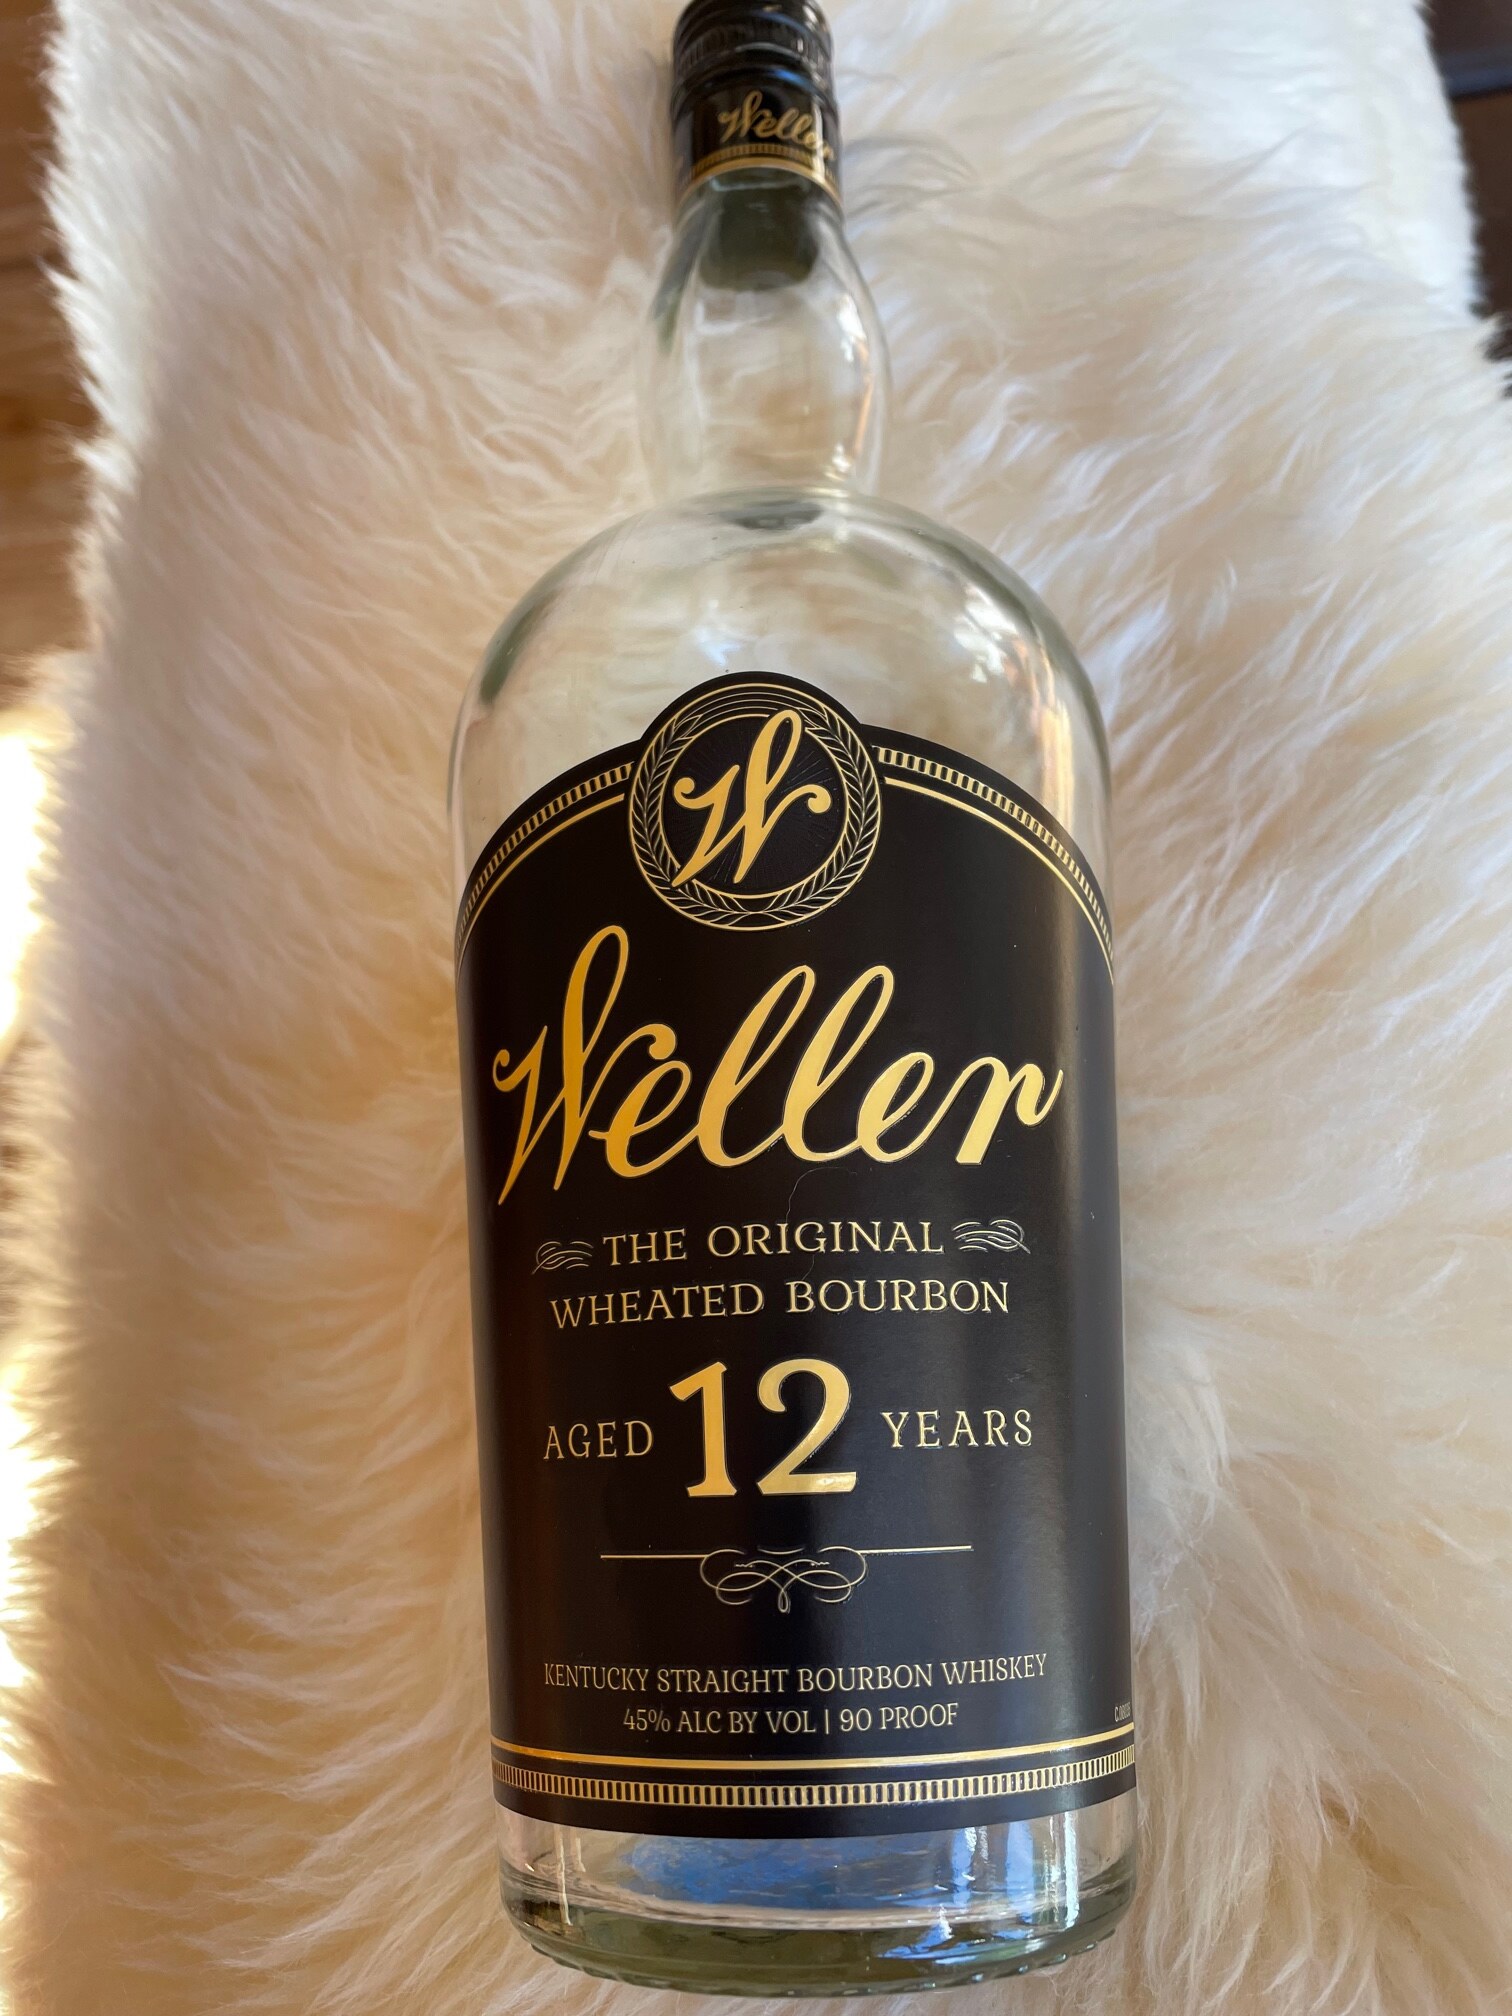 Weller
W
Weller
THE ORIGINAL
WHEATED BOURBON
AGED 12 YEARS
KENTUCKY STRAIGHT BOURBON WHISKEY
45% ALC BY VOL | 90 PROOF